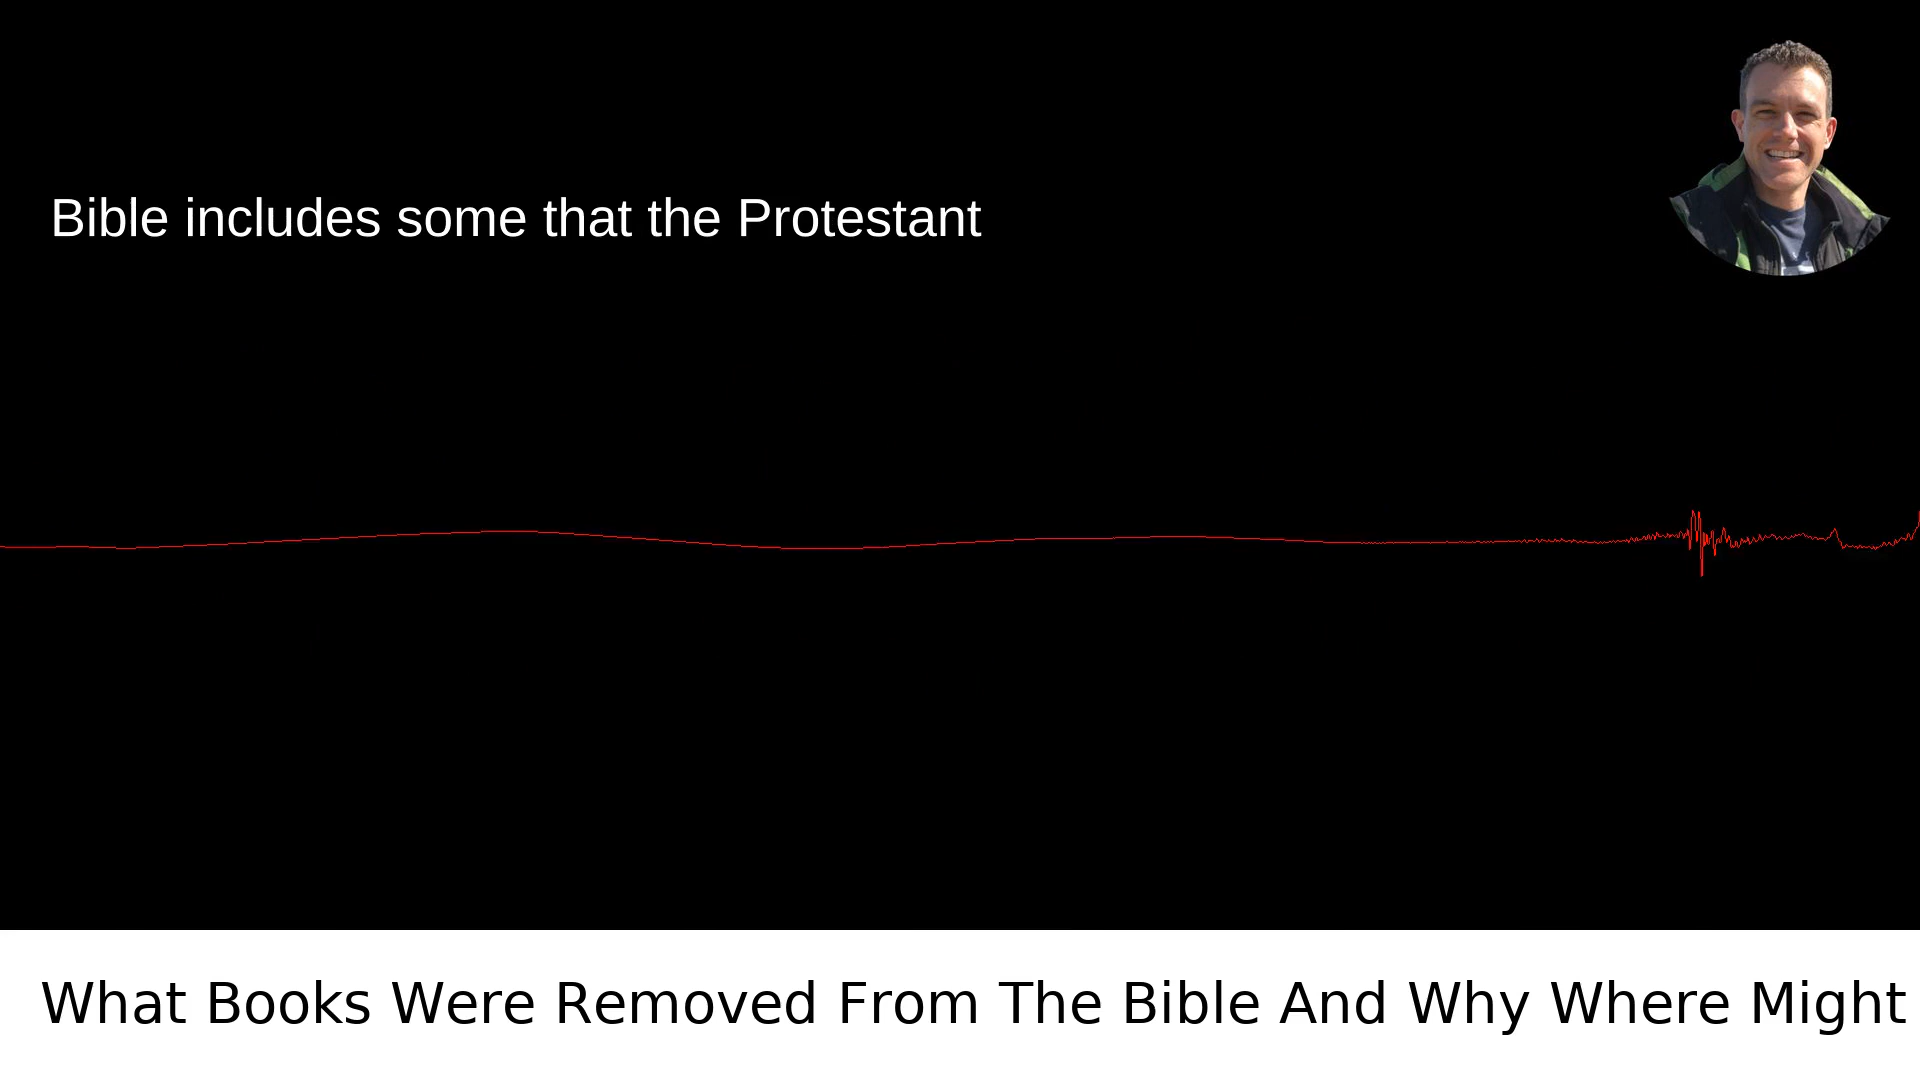 Bible includes some that the Protestant
What Books Were Removed From The Bible And Why Where Might